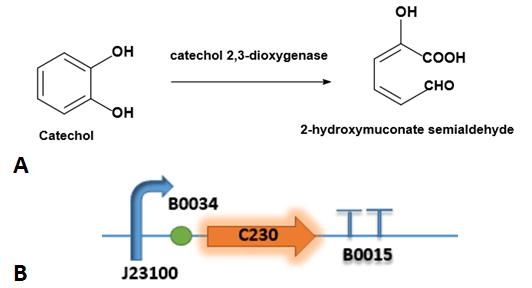 OH
OH
Catechol
catechol 2,3-dioxygenase
OH
COOH
CHO
2-hydroxymuconate semialdehyde
A
B0034
C230
J23100
B0015
B